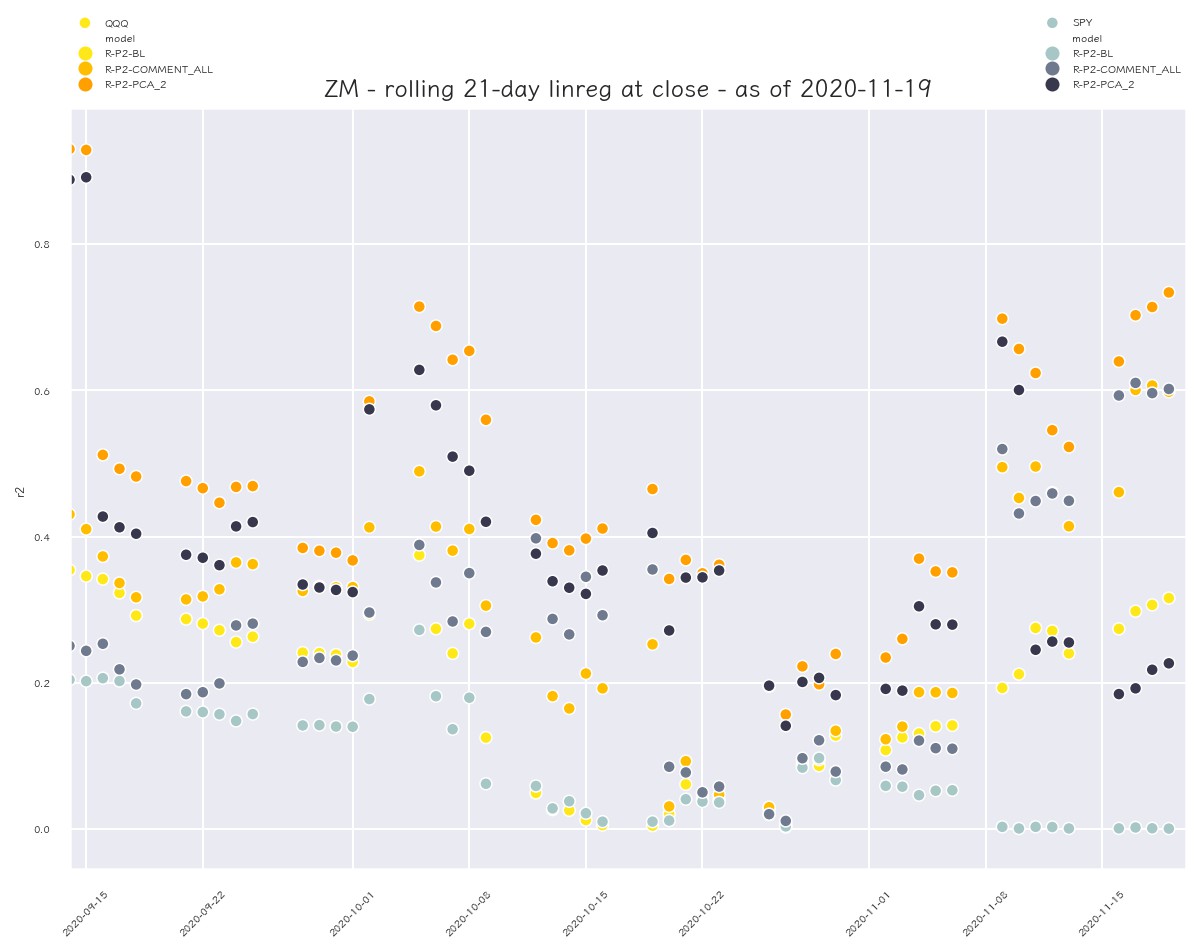 QQQ
model
R-P2-BL
R-P2-COMMENT_ALL
R-P2-PCA_2
SPY
model
R-P2-BL
R-P2-COMMENT_ALL
R-P2-PCA_2
ZM - rolling 21-day linreg at close - as of 2020-11-19
r2
0.8
0.6
0.4
0.2
0.0
2020-09-15
2020-09-22
2020-10-01
2020-10-08
2020-10-15
2020-10-22
2020-11-01
2020-11-08
2020-11-15